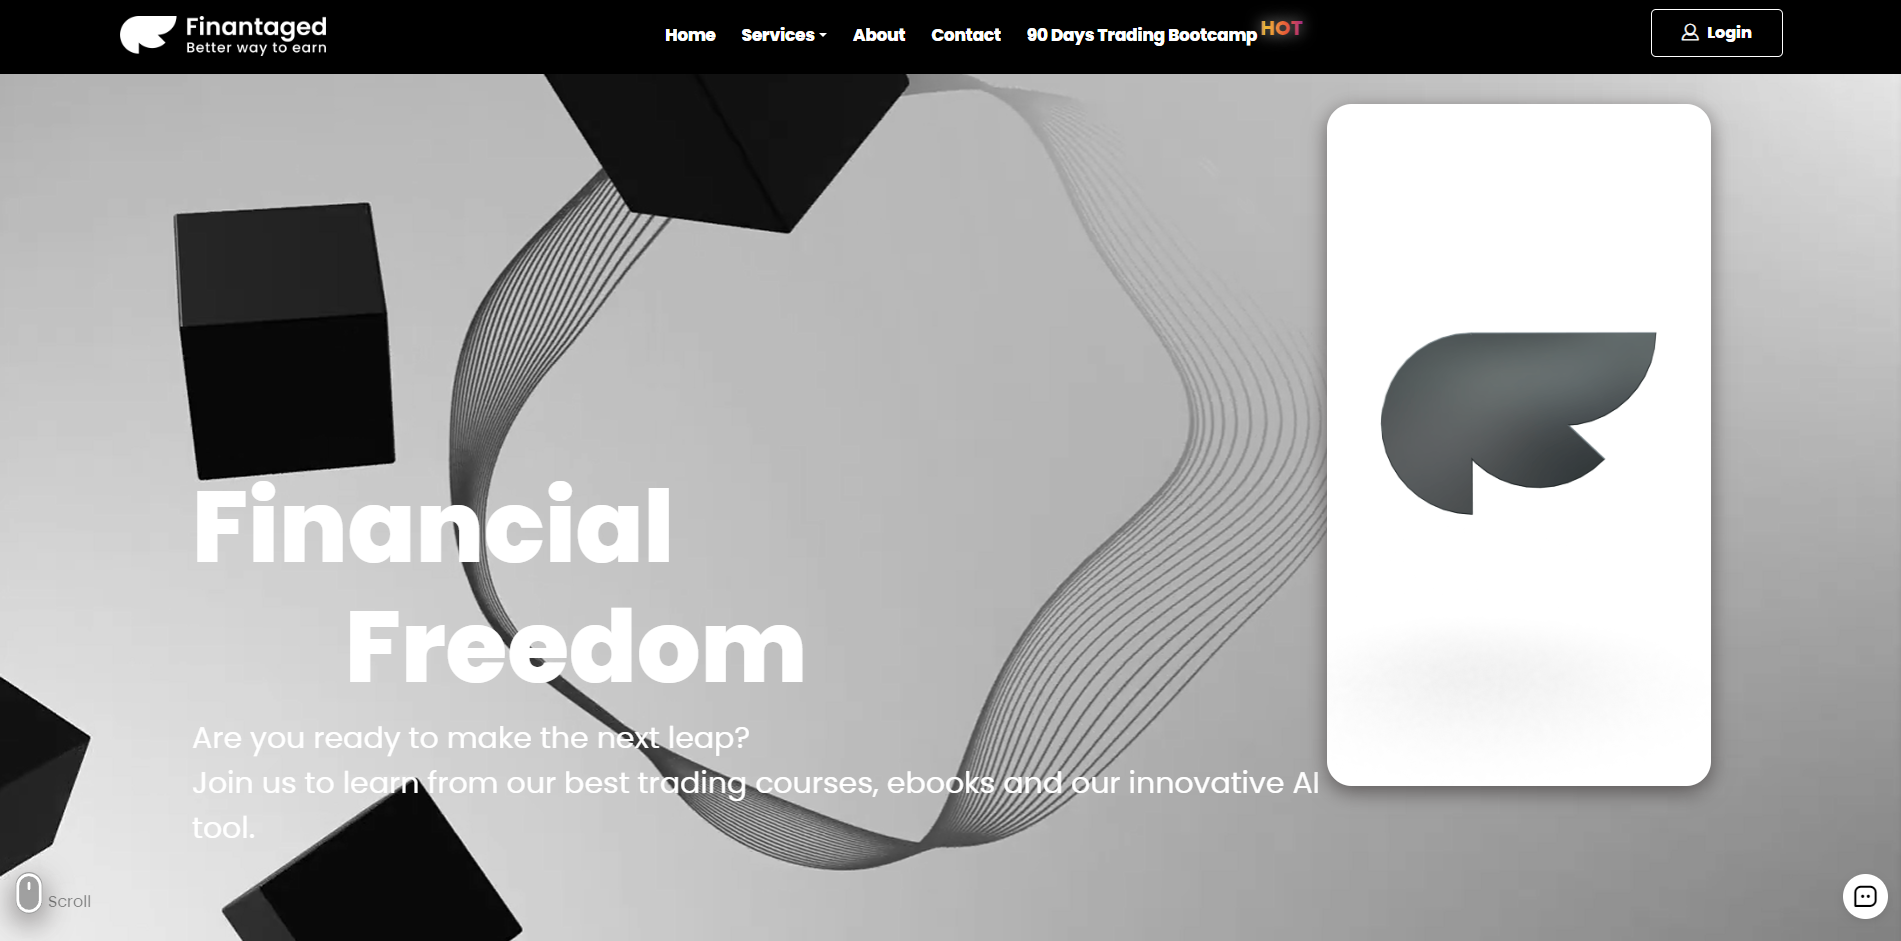 Finantaged
Better way to earn
Home
Services
About
Contact
90 Days Trading Bootcamp HOT
Login
Financial
Freedom
Are you ready to make the next leap?
Join us to learn from our best trading courses, ebooks and our innovative AI
tool.
Scroll